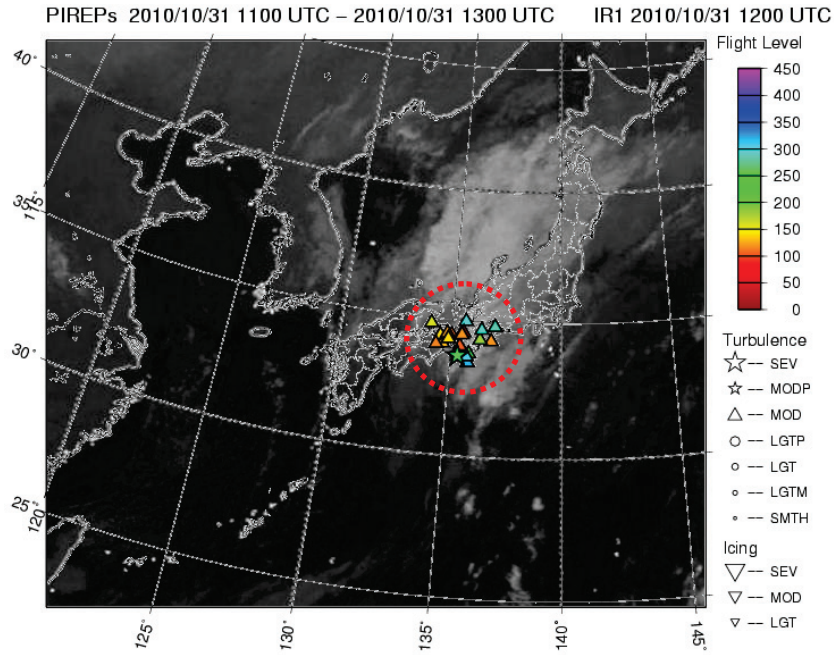 PIREPs 2010/10/31 1100 UTC – 2010/10/31 1300 UTC IR1 2010/10/31 1200 UTC
Flight Level
450
400
350
300
250
200
150
100
50
0
Turbulence
-- SEV
-- MODP
-- MOD
-- LGTP
-- LGT
-- LGTM
-- SMTH
Icing
-- SEV
-- MOD
-- LGT
40°
35°
115°
30°
25°
120°
125°
130°
135°
140°
145°